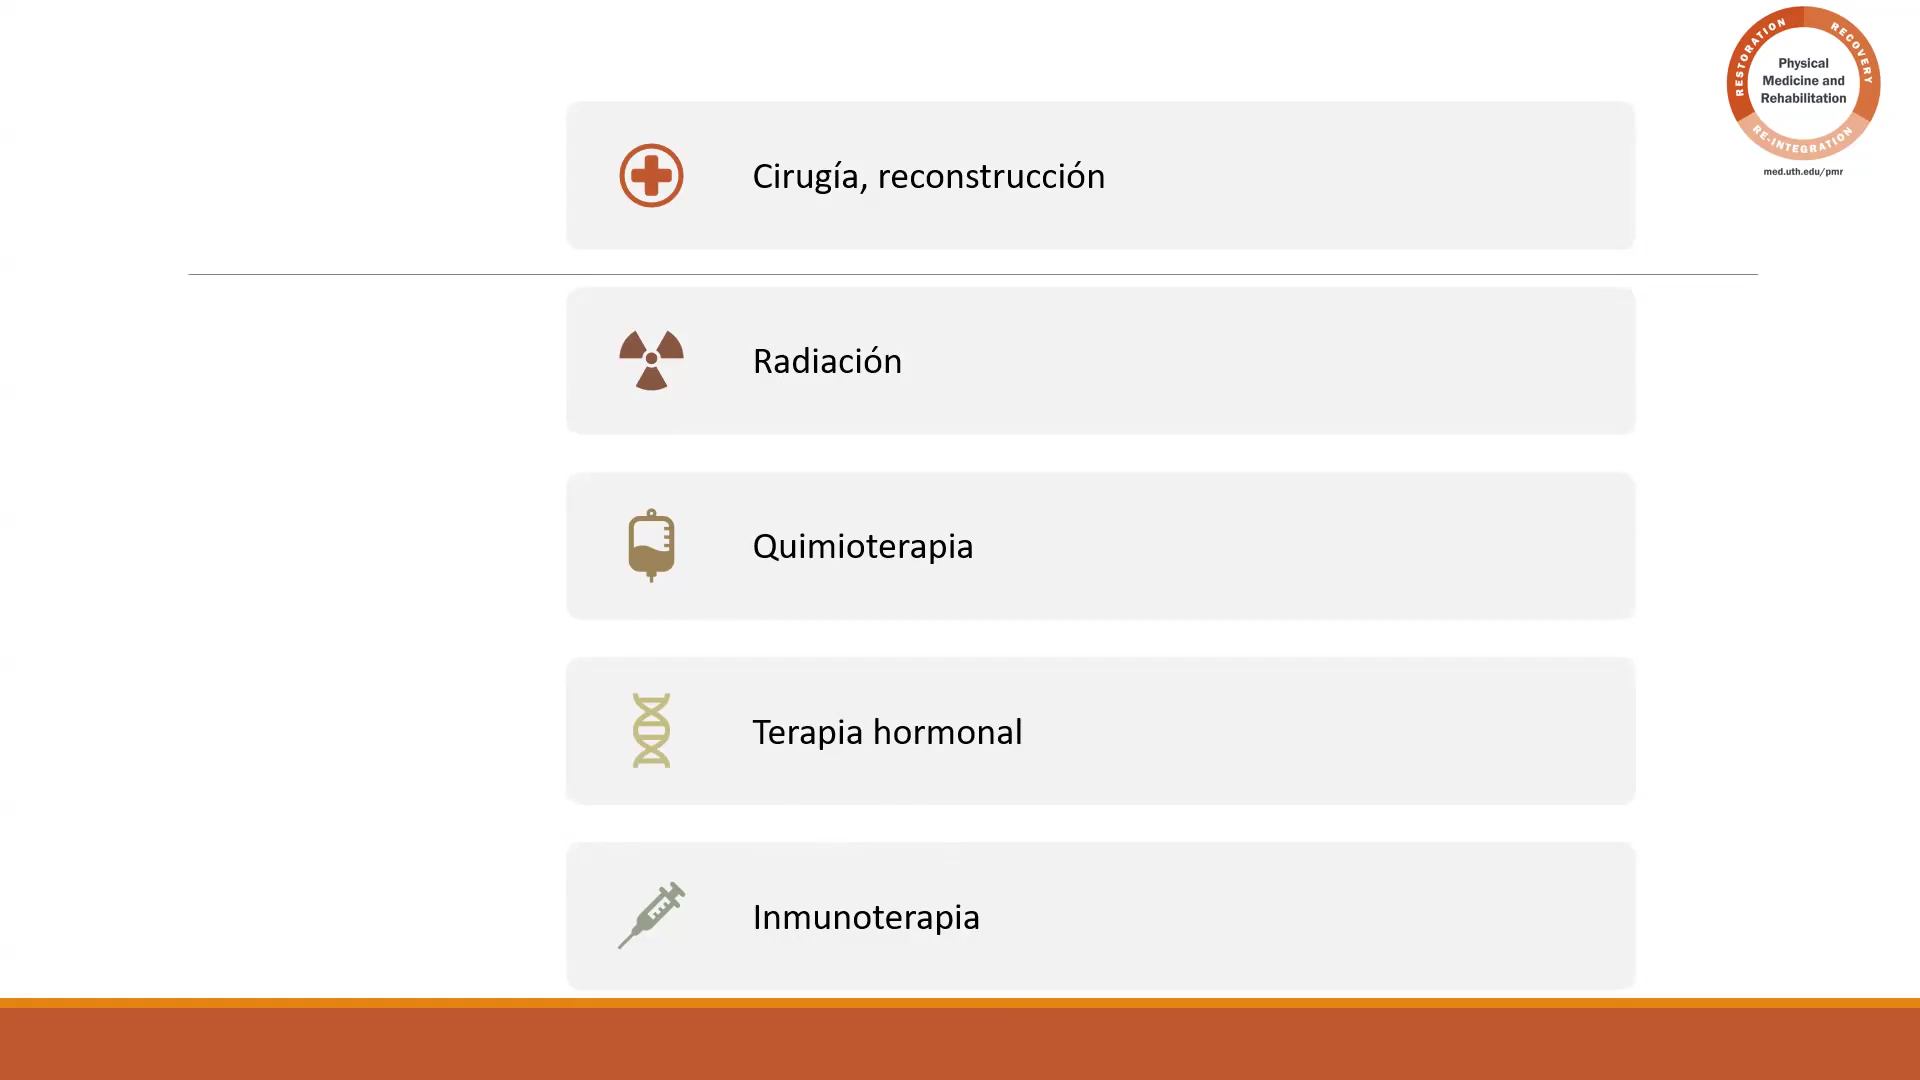 RESTORATION
RECOVERY
RE-INTEGRATION
Physical
Medicine and
Rehabilitation
med.uth.edu/pmr
Cirugía, reconstrucción
Radiación
Quimioterapia
Terapia hormonal
Inmunoterapia